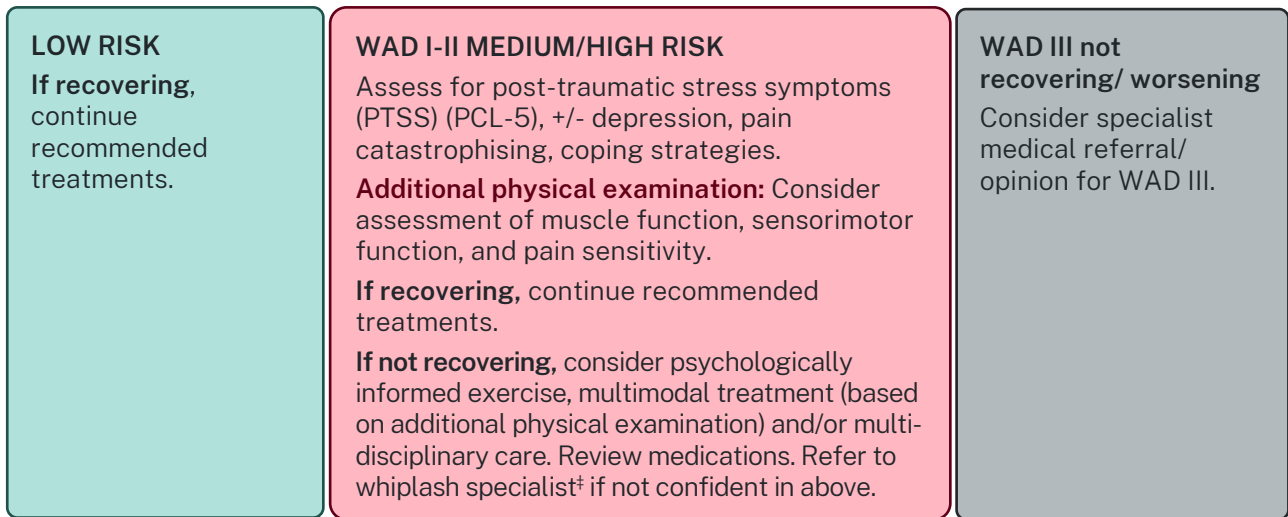 LOW RISK
If recovering,
continue
recommended
treatments.
WAD I-II MEDIUM/HIGH RISK
Assess for post-traumatic stress symptoms
(PTSS) (PCL-5), +/- depression, pain
catastrophising, coping strategies.
Additional physical examination: Consider
assessment of muscle function, sensorimotor
function, and pain sensitivity.
If recovering, continue recommended
treatments.
If not recovering, consider psychologically
informed exercise, multimodal treatment (based
on additional physical examination) and/or multi-
disciplinary care. Review medications. Refer to
whiplash specialist‡ if not confident in above.
WAD III not
recovering/ worsening
Consider specialist
medical referral/
opinion for WAD III.